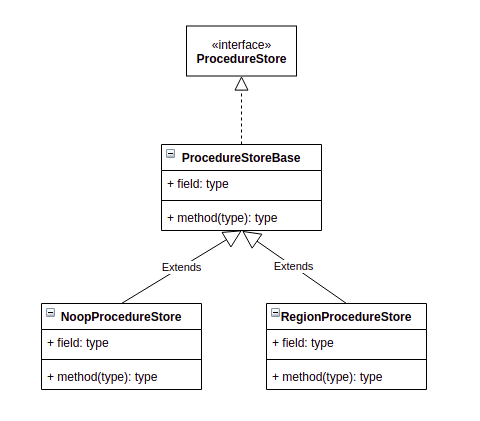 «interface»
ProcedureStore
ProcedureStoreBase
+ field: type
+ method(type): type
Extends
Extends
NoopProcedureStore
+ field: type
+ method(type): type
RegionProcedureStore
+ field: type
+ method(type): type